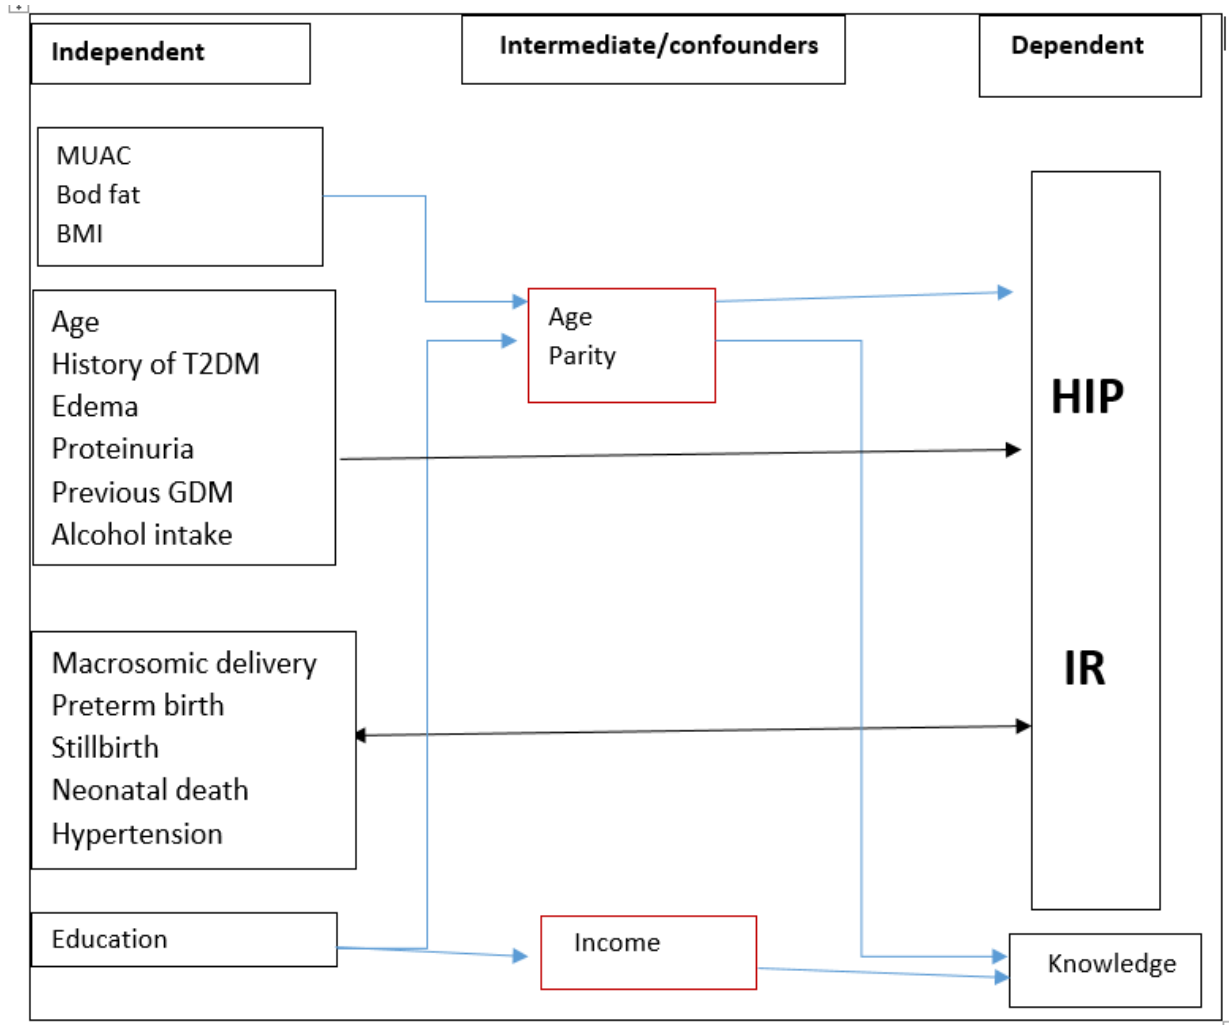 Independent
Intermediate/confounders
Dependent
MUAC
Bod fat
BMI
Age
History of T2DM
Edema
Proteinuria
Previous GDM
Alcohol intake
Age
Parity
HIP
IR
Macrosomic delivery
Preterm birth
Stillbirth
Neonatal death
Hypertension
Education
Income
Knowledge